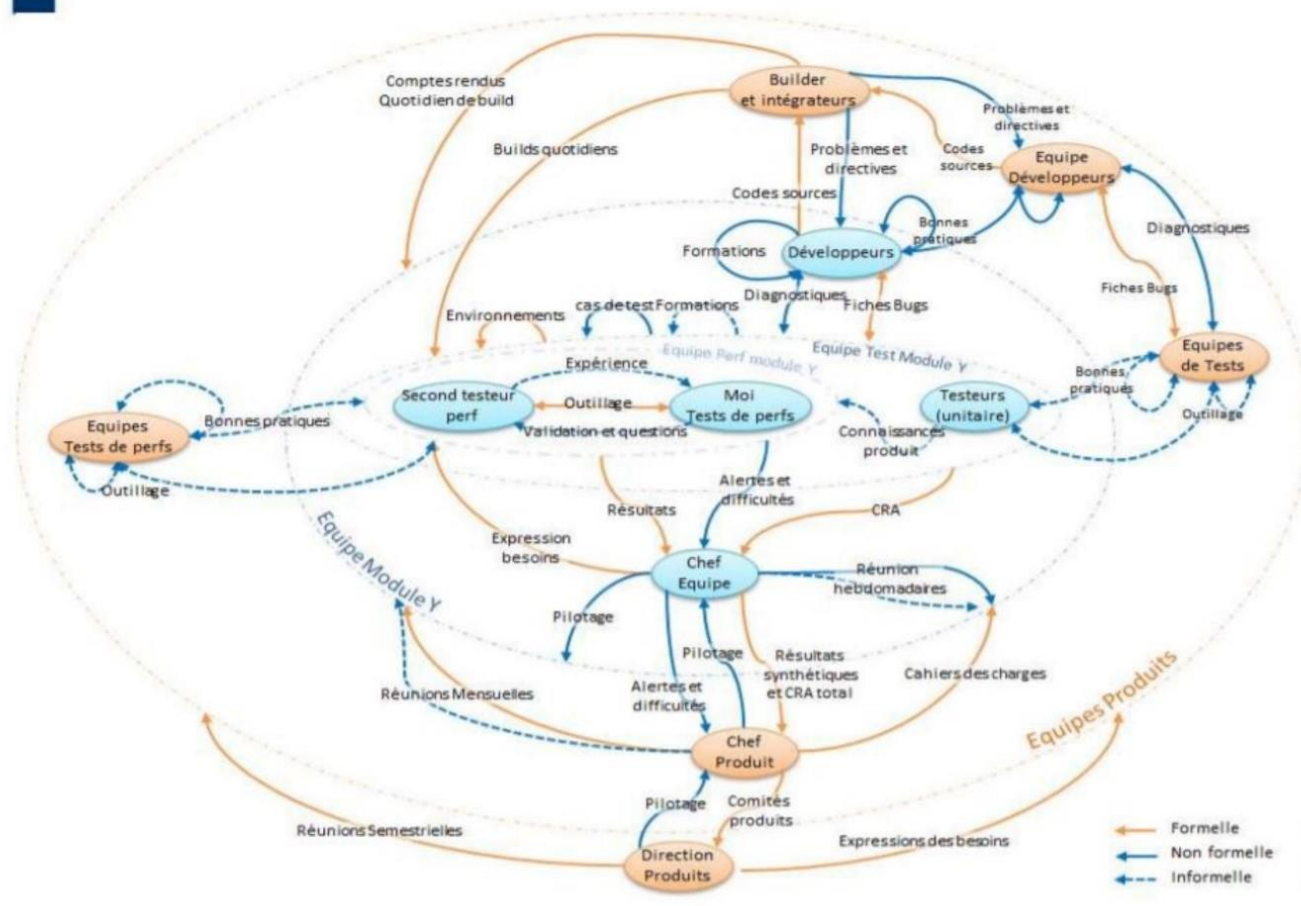 Comptes rendus
Quotidien de build
Builder
et intégrateurs
Problèmes et
directives
Builds quotidiens
Problèmes et
directives
Codes
sources
Equipe
Développeurs
Codes sources
Bonnes
pratiques
Diagnostiques
Formations
Développeurs
Diagnostiques
Fiches Bugs
Fiches Bugs
Environnements
cas de test
Formations
Equipe Perf module Y
Equipe Test Module Y
Equipes
de Tests
Expérience
Bonnes
pratiques
Second testeur
perf
Outillage
Moi
Tests de perfs
Testeurs
(unitaire)
Outillage
Equipes
Tests de perfs
Bonnes pratiques
Validation et questions
Connaissances
produit
Outillage
Alertes et
difficultés
Résultats
CRA
Equipe Module Y
Expression
besoins
Chef
Equipe
Réunion
hebdomadaires
Pilotage
Pilotage
Résultats
synthétiques
et CRA total
Cahiers des charges
Réunions Mensuelles
Alertes et
difficultés
Equipes Produits
Chef
Produit
Pilotage
Comités
produits
Réunions Semestrielles
Expressions des besoins
Direction
Produits
Formelle
Non formelle
Informelle